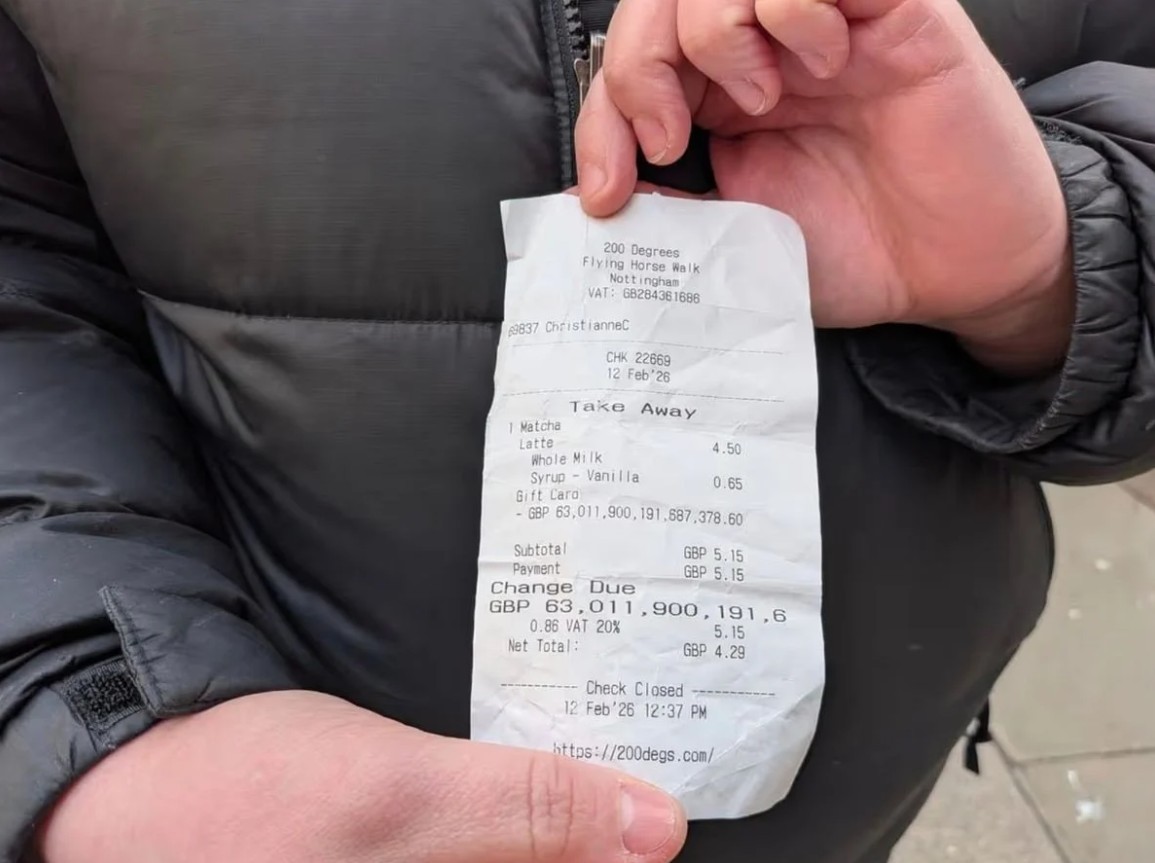 200 Degrees
Flying Horse Walk
Nottingham
VAT: GB284361686
69837 ChristianneC
CHK 22669
12 Feb'26
Take Away
1 Matcha
Latte 4.50
Whole Milk
Syrup - Vanilla 0.65
Gift Card
- GBP 63,011,900,191,687,378.60
Subtotal GBP 5.15
Payment GBP 5.15
Change Due
GBP 63,011,900,191,6
0.86 VAT 20% 5.15
Net Total: GBP 4.29
---------- Check Closed -----------
12 Feb'26 12:37 PM
https://200degs.com/